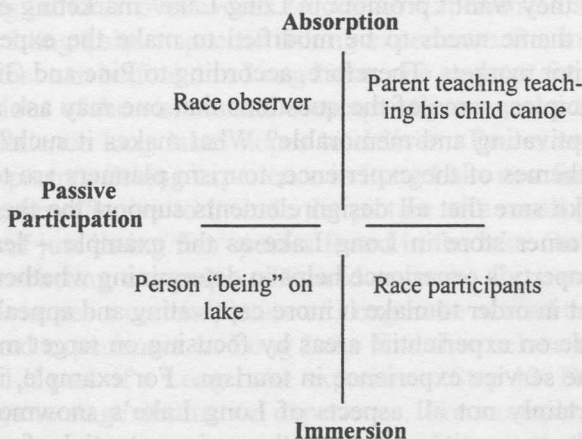 Absorption
Race observer
Parent teaching teach-
ing his child canoe
Passive
Participation
Person "being" on
lake
Race participants
Immersion